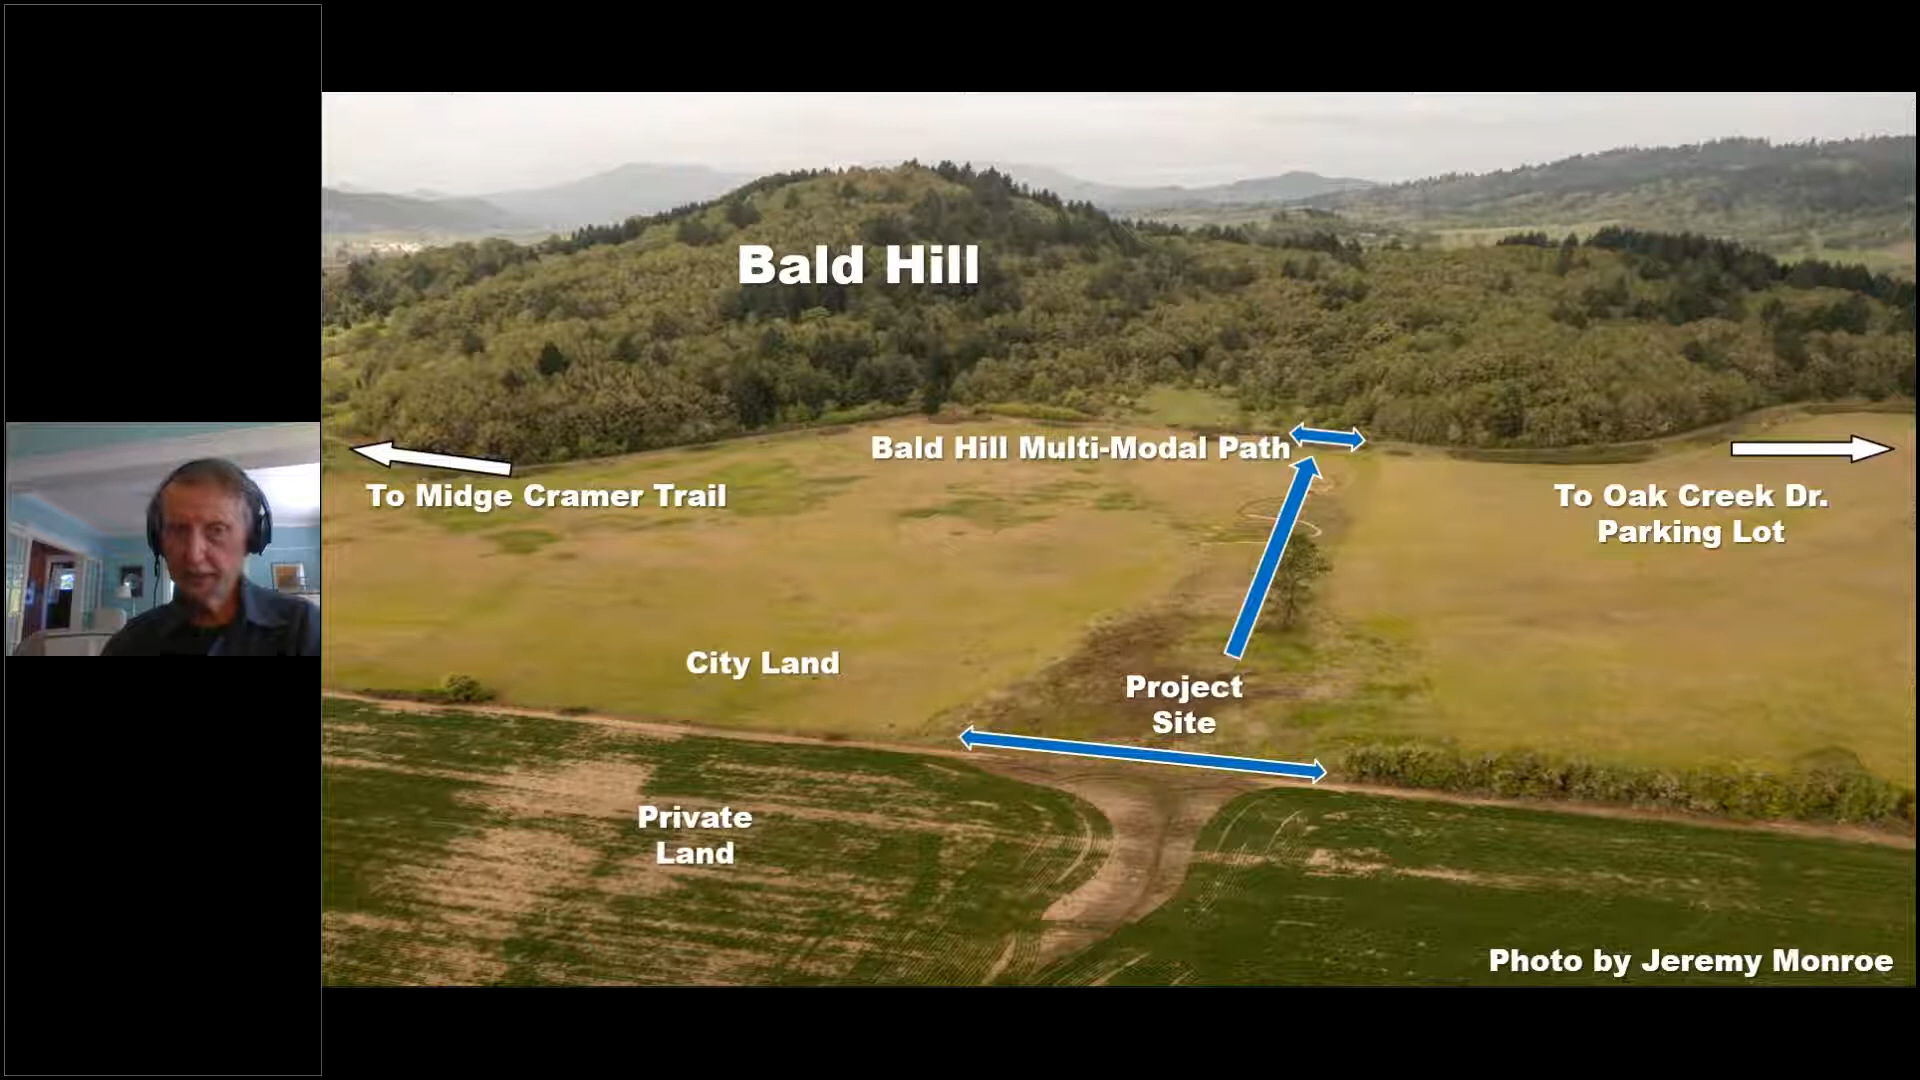 Bald Hill
Bald Hill Multi-Modal Path
To Midge Cramer Trail
To Oak Creek Dr.
Parking Lot
City Land
Project
Site
Private
Land
Photo by Jeremy Monroe